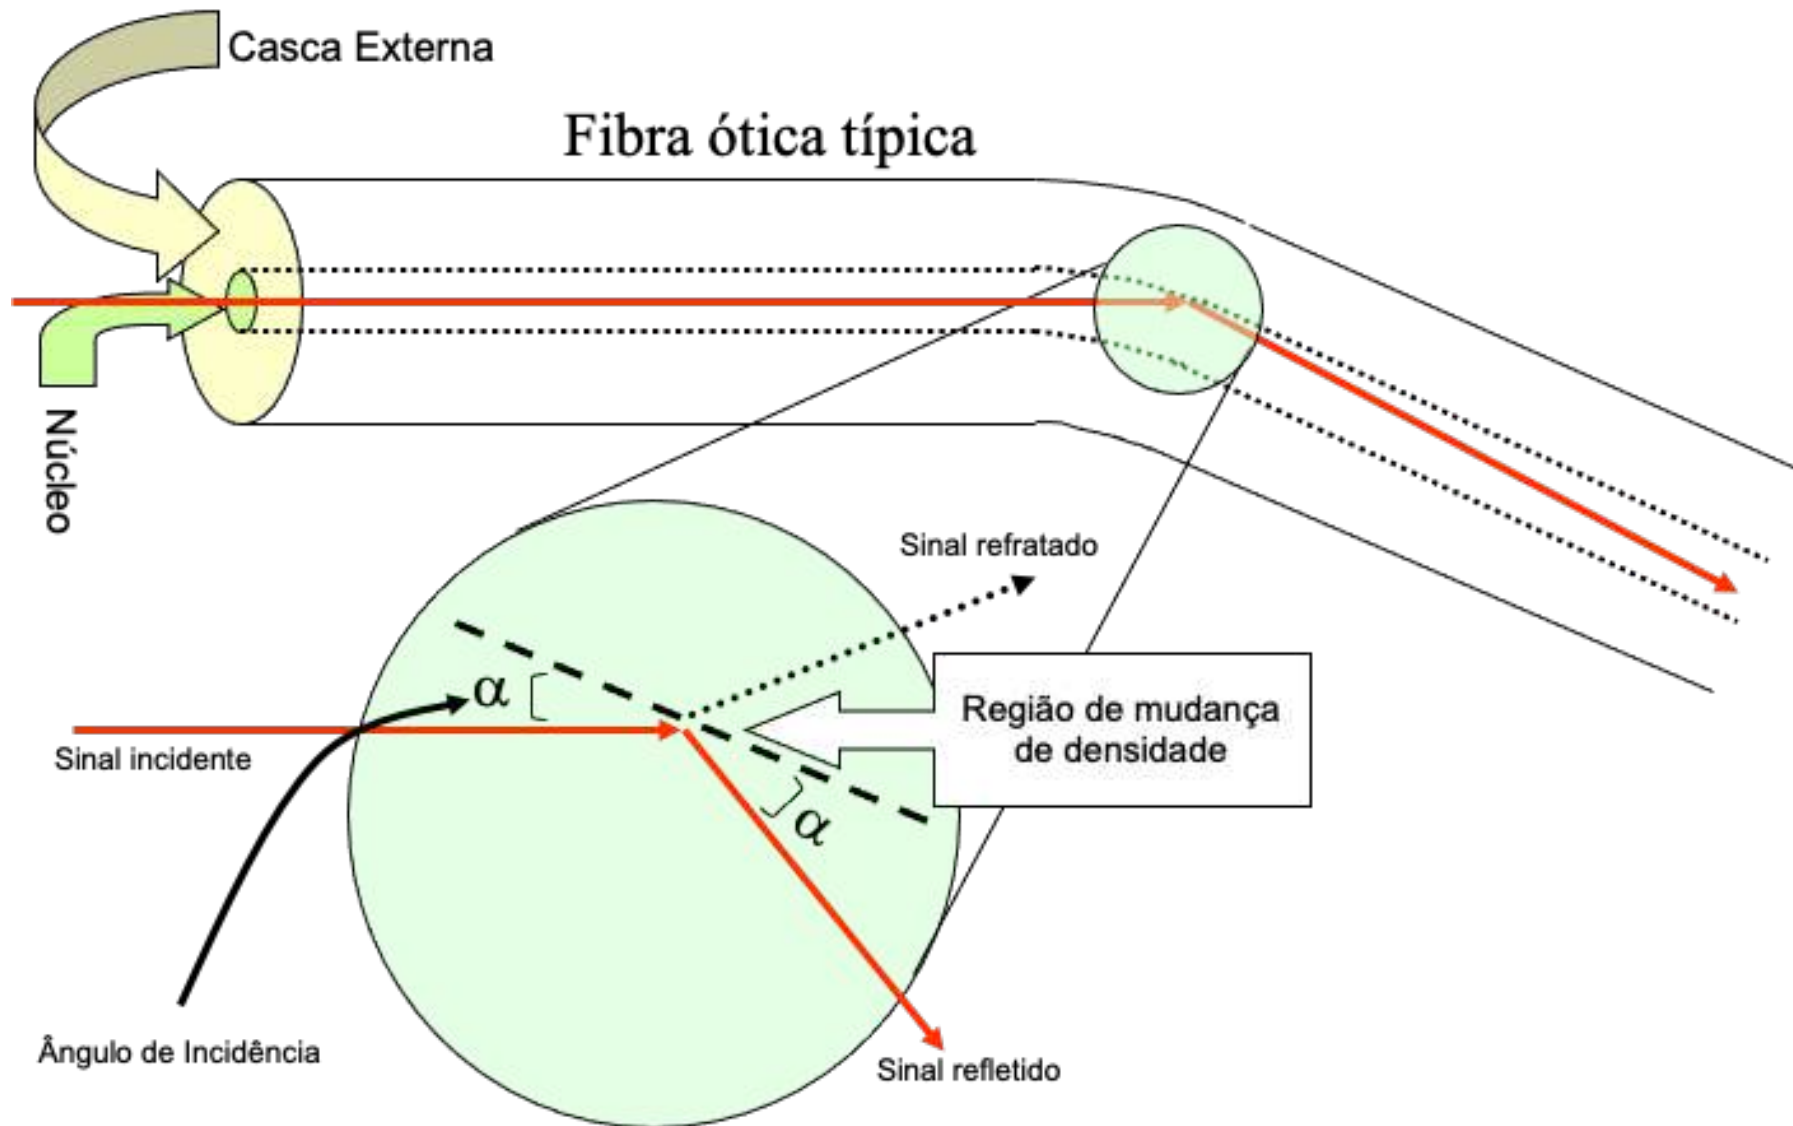 Casca Externa
Fibra ótica típica
Núcleo
Sinal refratado
α
Sinal incidente
Região de mudança
de densidade
α
Ângulo de Incidência
Sinal refletido